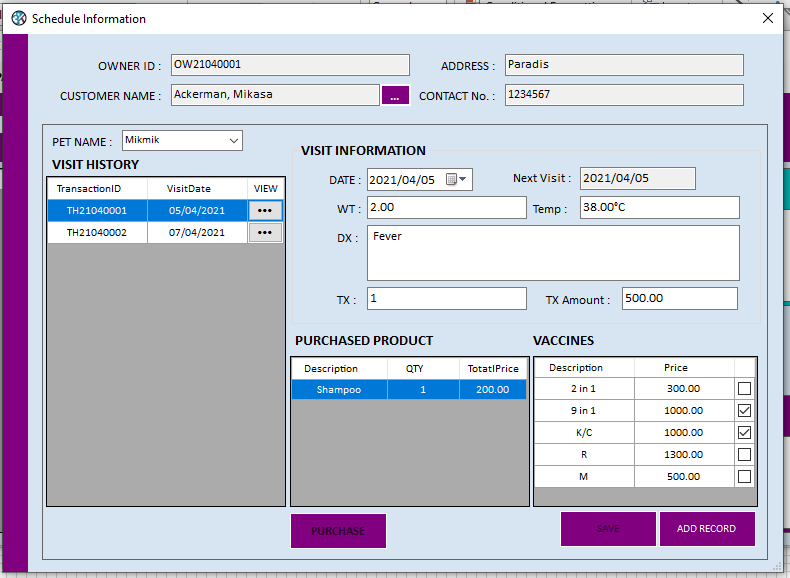 Schedule Information
OWNER ID : OW21040001 ADDRESS : Paradis
CUSTOMER NAME : Ackerman, Mikasa ... CONTACT No. : 1234567
PET NAME : Mikmik
VISIT HISTORY
TransactionID VisitDate VIEW
TH21040001 05/04/2021 •••
TH21040002 07/04/2021 •••
VISIT INFORMATION
DATE : 2021/04/05 Next Visit : 2021/04/05
WT : 2.00 Temp : 38.00°C
DX : Fever
TX : 1 TX Amount : 500.00
PURCHASED PRODUCT
Description QTY TotatlPrice
Shampoo 1 200.00
VACCINES
Description Price
2 in 1 300.00
9 in 1 1000.00
K/C 1000.00
R 1300.00
M 500.00
PURCHASE SAVE ADD RECORD